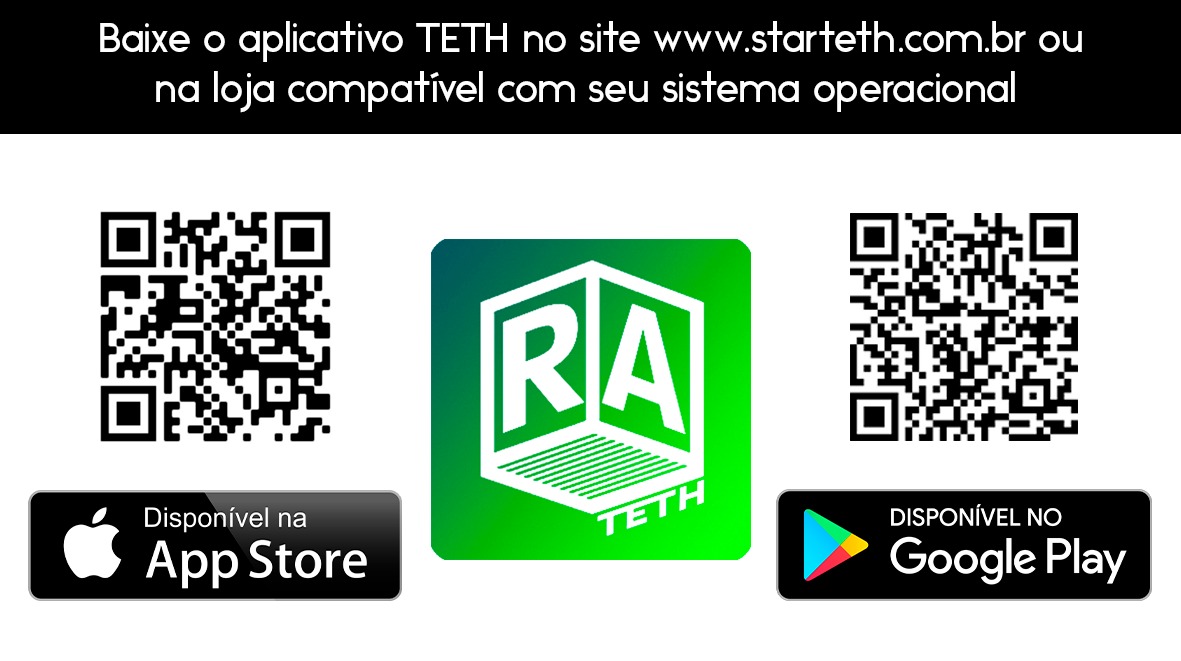 Baixe o aplicativo TETH no site www.starteth.com.br ou
na loja compatível com seu sistema operacional
RA
TETH
Disponível na
App Store
DISPONÍVEL NO
Google Play